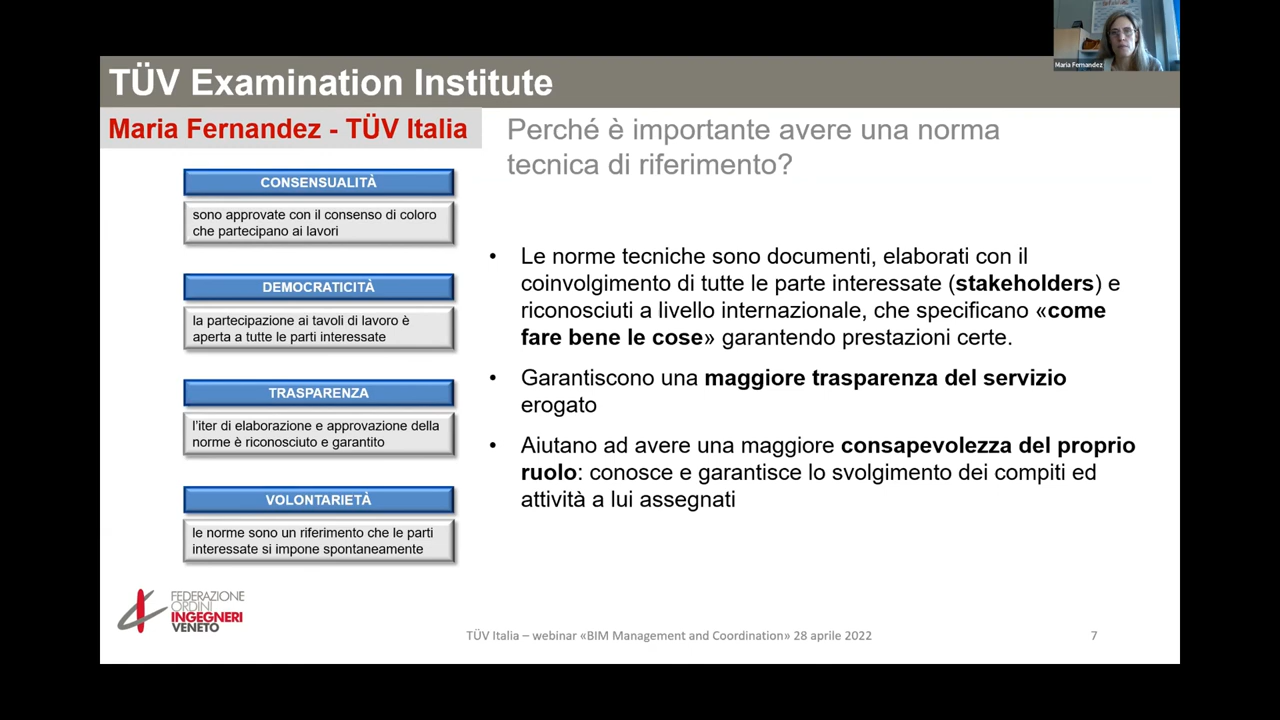 Maria Fernandez
TÜV Examination Institute
Maria Fernandez - TÜV Italia
Perché è importante avere una norma
tecnica di riferimento?
CONSENSUALITÀ
sono approvate con il consenso di coloro
che partecipano ai lavori
DEMOCRATICITÀ
la partecipazione ai tavoli di lavoro è
aperta a tutte le parti interessate
TRASPARENZA
l'iter di elaborazione e approvazione della
norme è riconosciuto e garantito
VOLONTARIETÀ
le norme sono un riferimento che le parti
interessate si impone spontaneamente
• Le norme tecniche sono documenti, elaborati con il
coinvolgimento di tutte le parte interessate (stakeholders) e
riconosciuti a livello internazionale, che specificano «come
fare bene le cose» garantendo prestazioni certe.
• Garantiscono una maggiore trasparenza del servizio
erogato
• Aiutano ad avere una maggiore consapevolezza del proprio
ruolo: conosce e garantisce lo svolgimento dei compiti ed
attività a lui assegnati
FEDERAZIONE
ORDINI
INGEGNERI
VENETO
TÜV Italia – webinar «BIM Management and Coordination» 28 aprile 2022
7